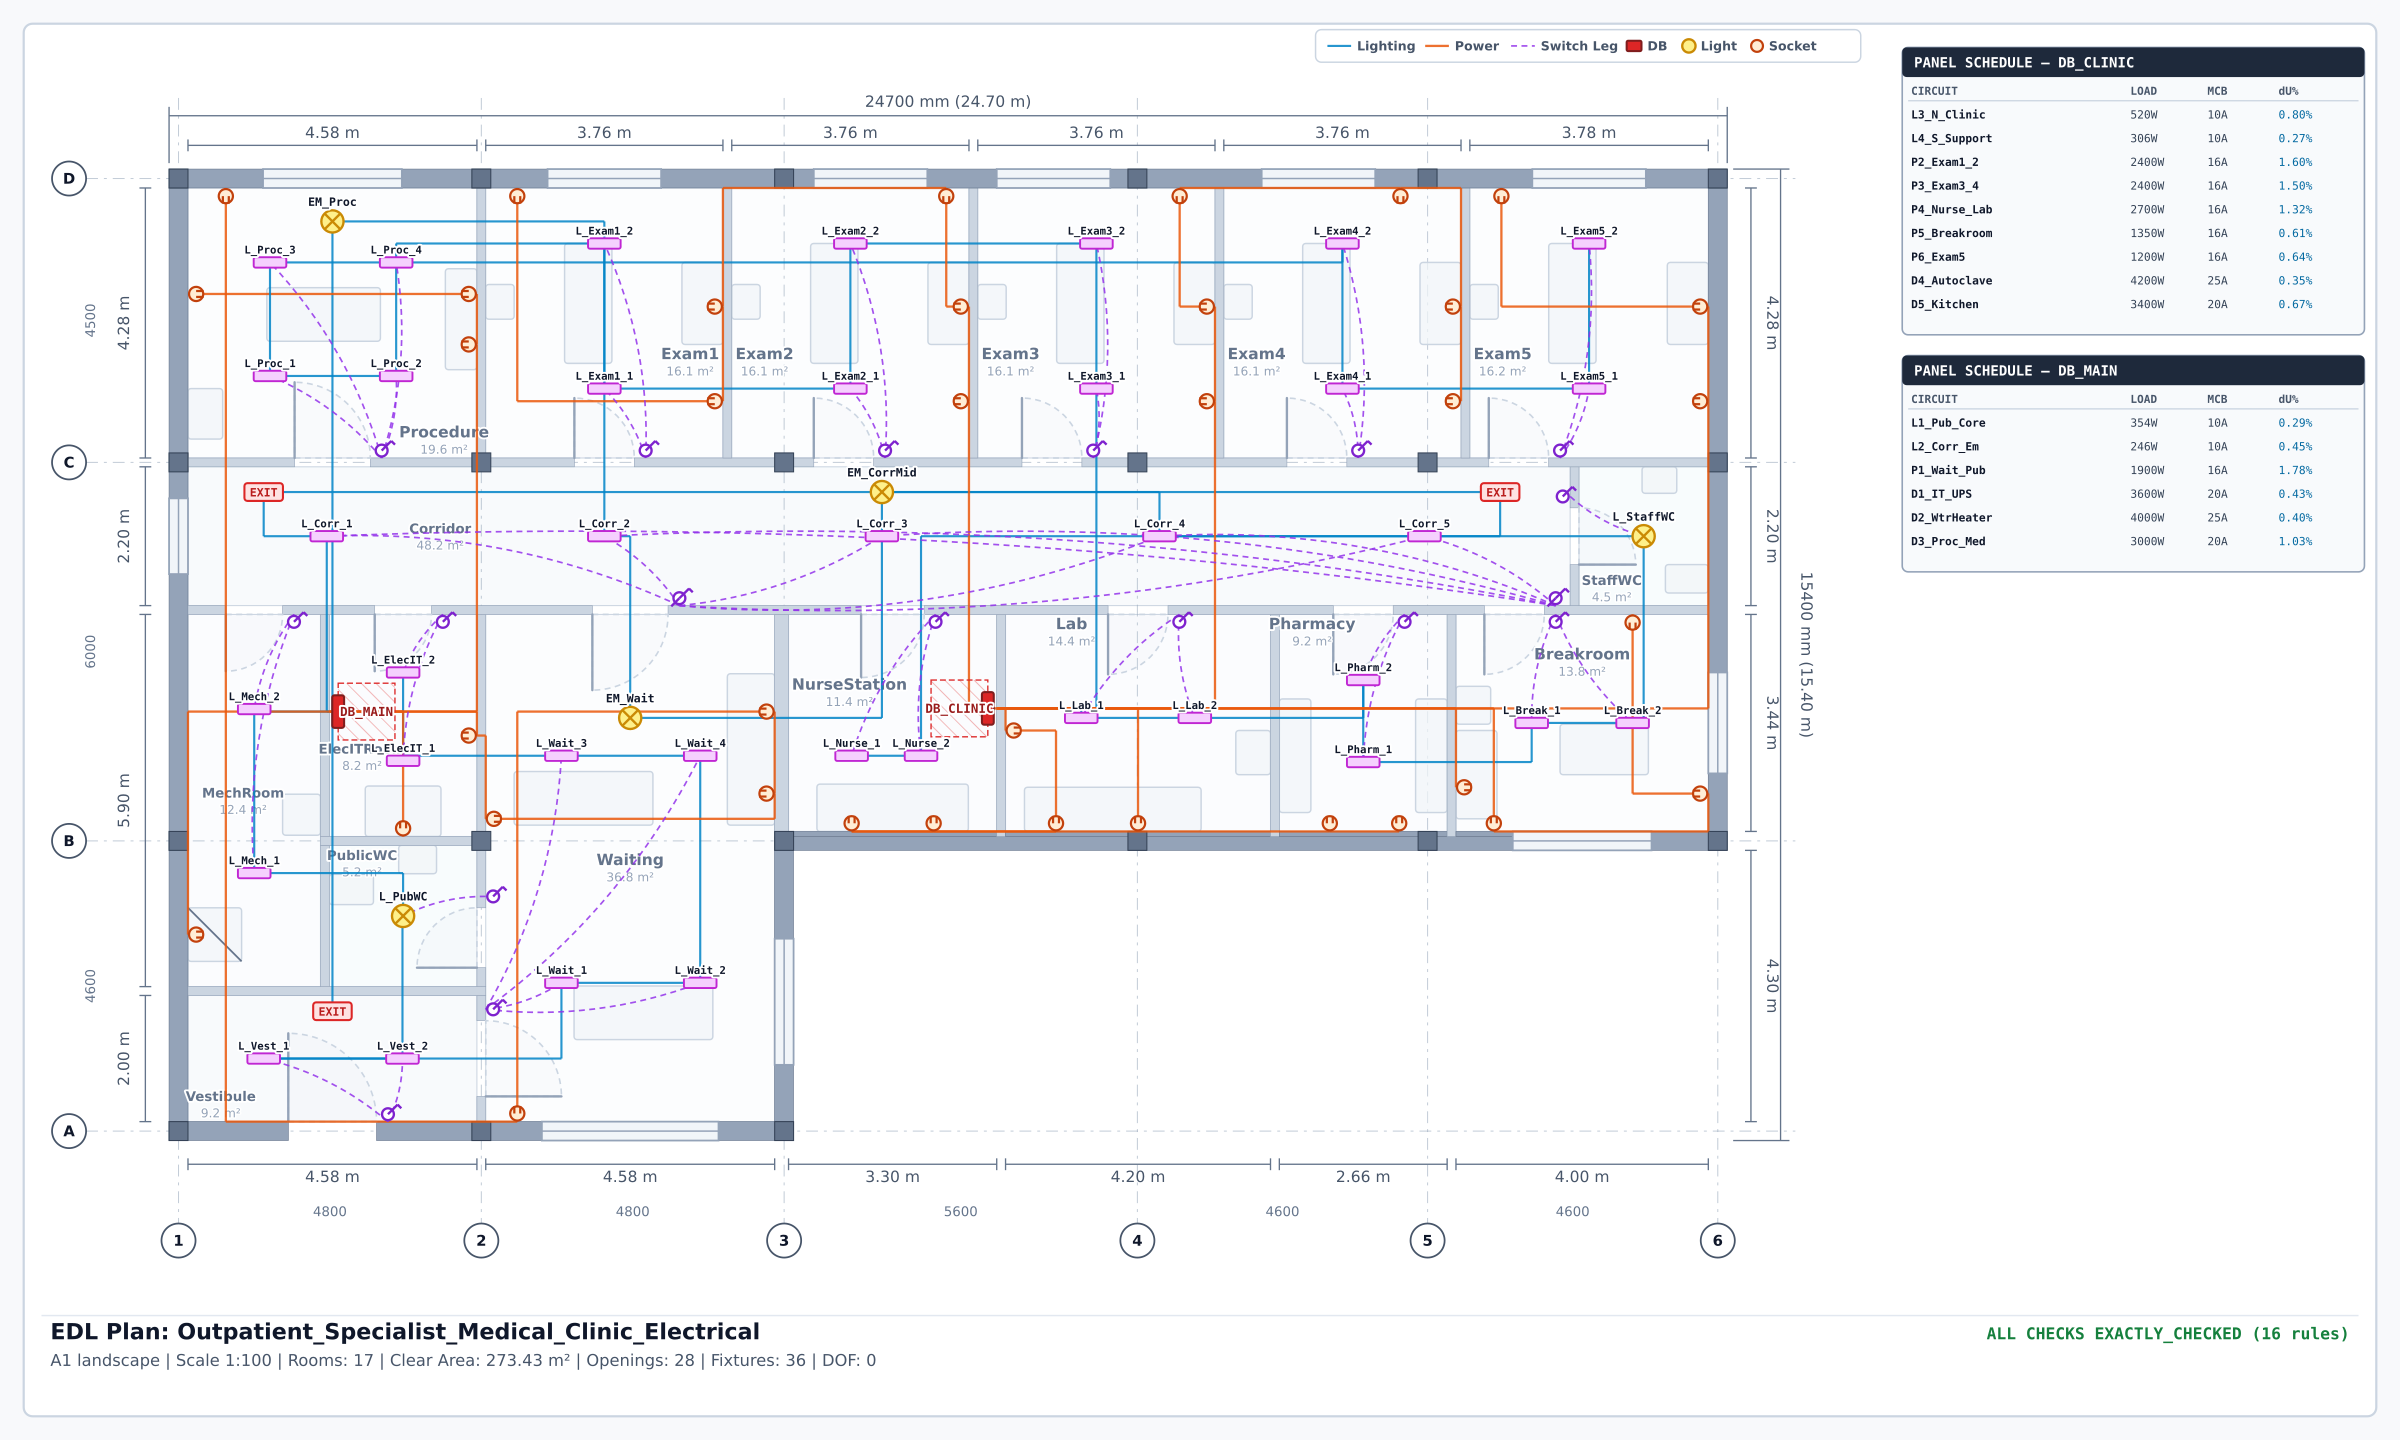 Lighting Power Switch Leg DB Light Socket
24700 mm (24.70 m)
4.58 m 3.76 m 3.76 m 3.76 m 3.76 m 3.78 m
D
EM_Proc
L_Proc_3 L_Proc_4 L_Exam1_2 L_Exam2_2 L_Exam3_2 L_Exam4_2 L_Exam5_2
4500 4.28 m 4.28 m
Exam1 Exam2 Exam3 Exam4 Exam5
16.1 m² 16.1 m² 16.1 m² 16.1 m² 16.2 m²
L_Proc_1 L_Proc_2 L_Exam1_1 L_Exam2_1 L_Exam3_1 L_Exam4_1 L_Exam5_1
Procedure
19.6 m²
C
EM_CorrMid
EXIT EXIT
L_Corr_1 Corridor L_Corr_2 L_Corr_3 L_Corr_4 L_Corr_5 L_StaffWC
48.2 m²
2.20 m 2.20 m
StaffWC
4.5 m²
15400 mm (15.40 m)
6000
Lab Pharmacy
14.4 m² 9.2 m²
L_ElecIT_2 L_Pharm_2 Breakroom
13.8 m²
NurseStation
11.4 m²
L_Mech_2 DB_MAIN EM_Wait DB_CLINIC L_Lab_1 L_Lab_2 L_Break_1 L_Break_2
3.44 m
L_ElecIT_1 L_Wait_3 L_Wait_4 L_Nurse_1 L_Nurse_2 L_Pharm_1
8.2 m²
MechRoom
12.4 m²
5.90 m
B
PublicWC
5.2 m²
Waiting
36.8 m²
L_Mech_1
L_PubWC
4600
L_Wait_1 L_Wait_2
4.30 m
EXIT
L_Vest_1 L_Vest_2
2.00 m
Vestibule
9.2 m²
A
4.58 m 4.58 m 3.30 m 4.20 m 2.66 m 4.00 m
4800 4800 5600 4600 4600
1 2 3 4 5 6
PANEL SCHEDULE — DB_CLINIC
CIRCUIT LOAD MCB dU%
L3_N_Clinic 520W 10A 0.80%
L4_S_Support 306W 10A 0.27%
P2_Exam1_2 2400W 16A 1.60%
P3_Exam3_4 2400W 16A 1.50%
P4_Nurse_Lab 2700W 16A 1.32%
P5_Breakroom 1350W 16A 0.61%
P6_Exam5 1200W 16A 0.64%
D4_Autoclave 4200W 25A 0.35%
D5_Kitchen 3400W 20A 0.67%
PANEL SCHEDULE — DB_MAIN
CIRCUIT LOAD MCB dU%
L1_Pub_Core 354W 10A 0.29%
L2_Corr_Em 246W 10A 0.45%
P1_Wait_Pub 1900W 16A 1.78%
D1_IT_UPS 3600W 20A 0.43%
D2_WtrHeater 4000W 25A 0.40%
D3_Proc_Med 3000W 20A 1.03%
EDL Plan: Outpatient_Specialist_Medical_Clinic_Electrical
A1 landscape | Scale 1:100 | Rooms: 17 | Clear Area: 273.43 m² | Openings: 28 | Fixtures: 36 | DOF: 0
ALL CHECKS EXACTLY_CHECKED (16 rules)